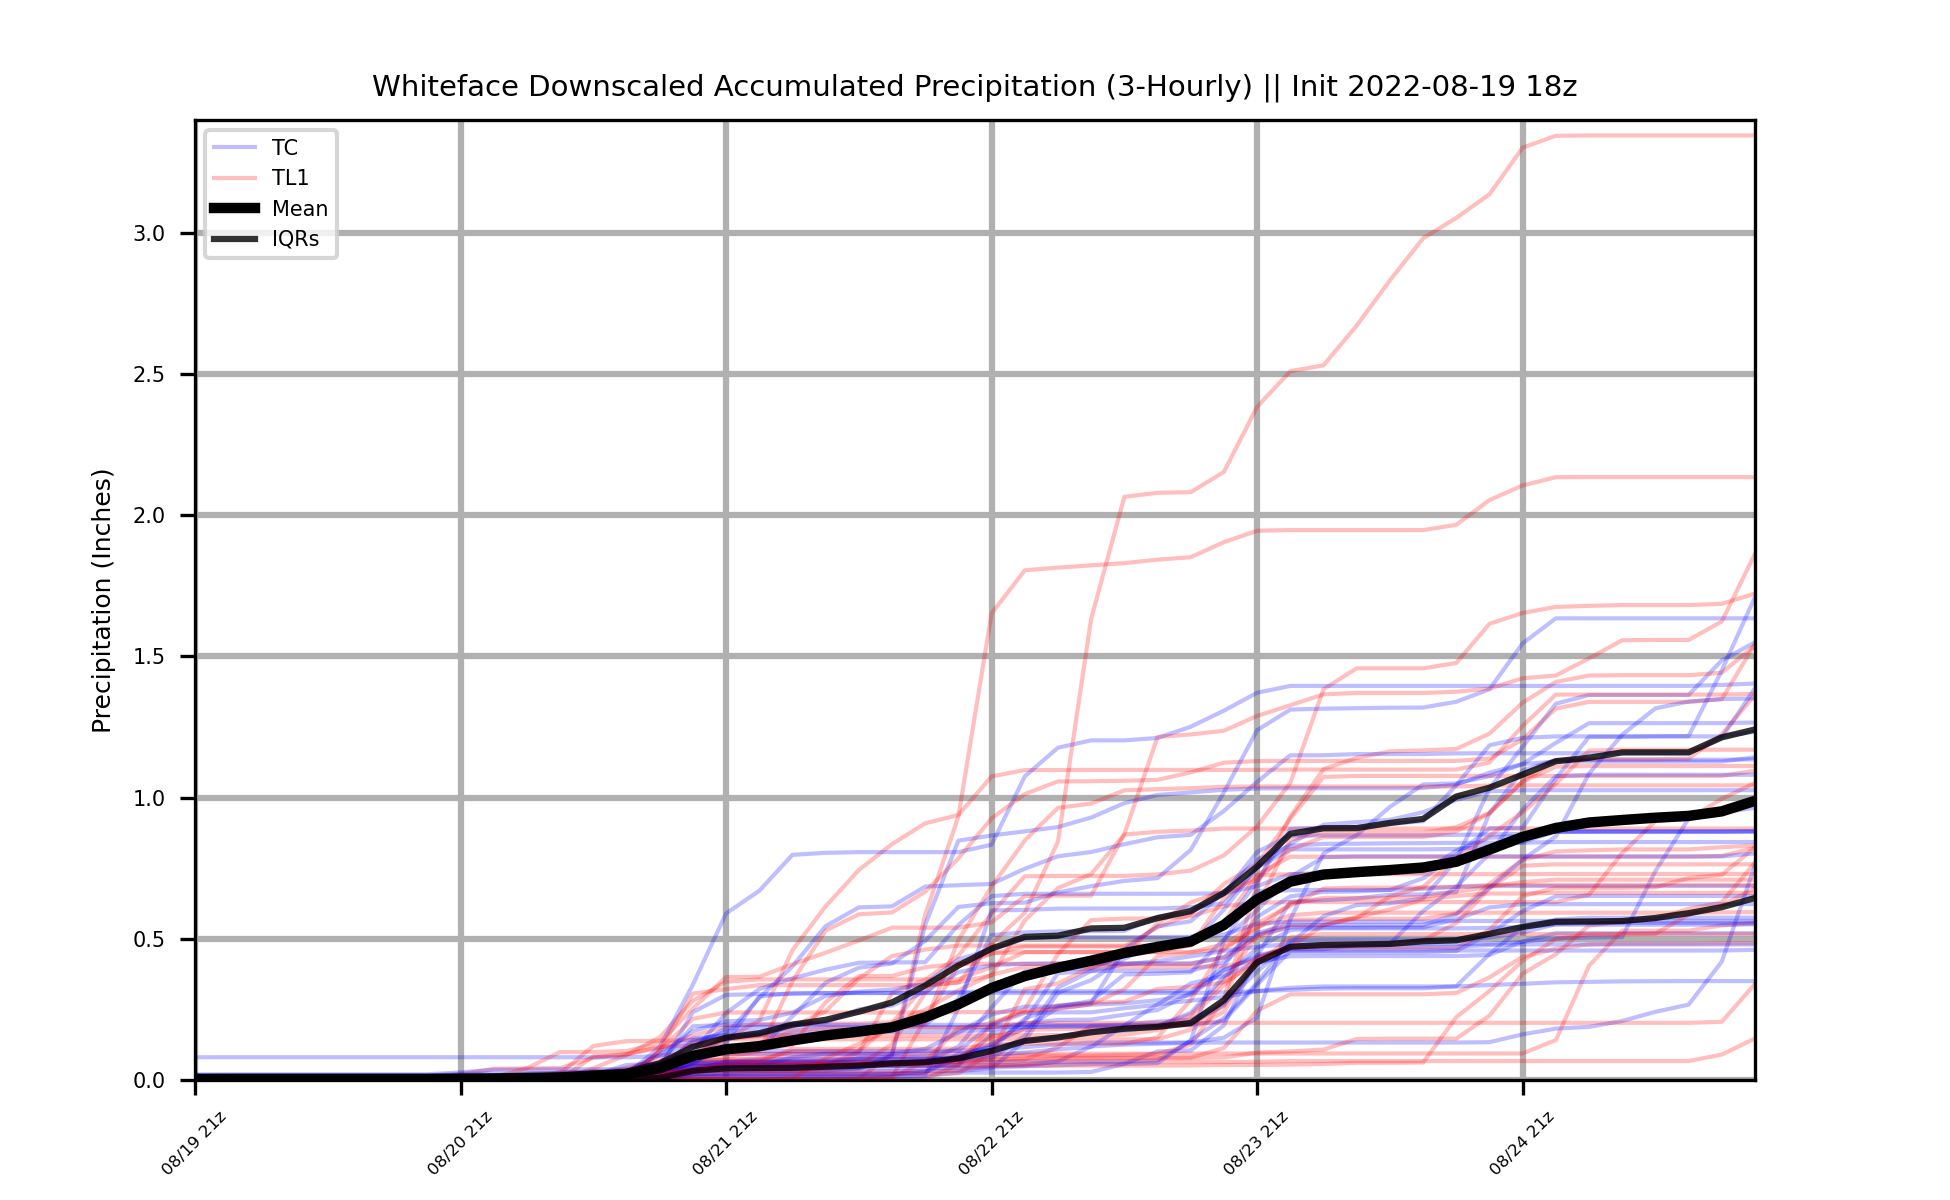 Whiteface Downscaled Accumulated Precipitation (3-Hourly) || Init 2022-08-19 18z
TC
TL1
Mean
IQRs
Precipitation (Inches)
3.0
2.5
2.0
1.5
1.0
0.5
0.0
08/19 21z
08/20 21z
08/21 21z
08/22 21z
08/23 21z
08/24 21z